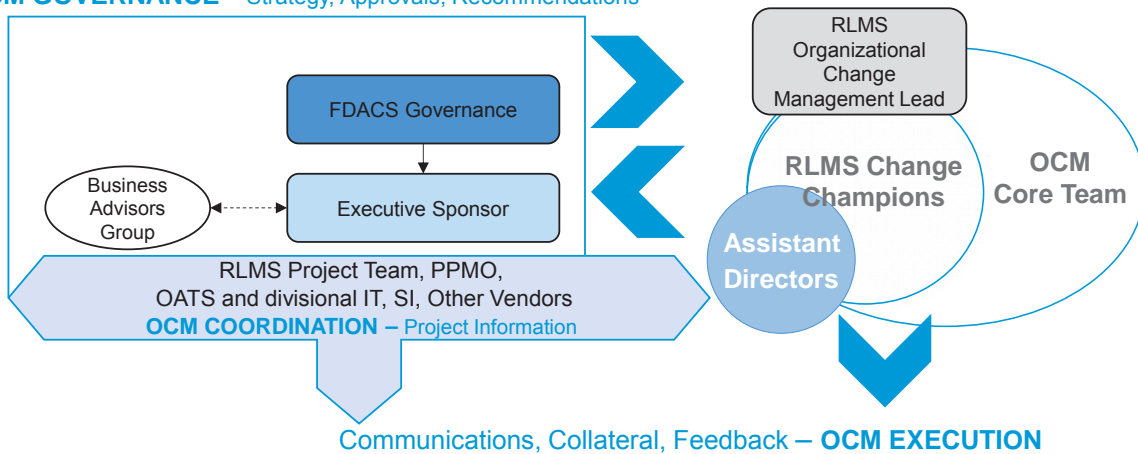 CM GOVERNANCE – Strategy, Approvals, Recommendations
FDACS Governance
Business
Advisors
Group
Executive Sponsor
RLMS Project Team, PPMO,
OATS and divisional IT, SI, Other Vendors
OCM COORDINATION – Project Information
RLMS
Organizational
Change
Management Lead
RLMS Change
Champions
OCM
Core Team
Assistant
Directors
Communications, Collateral, Feedback – OCM EXECUTION